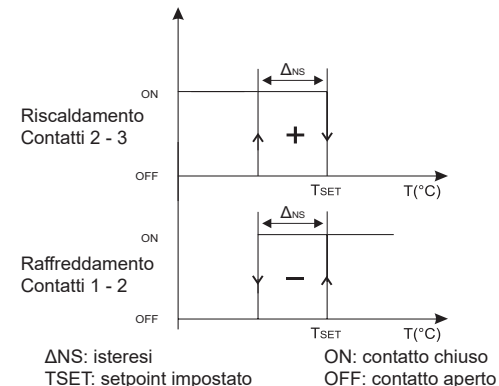 ΔNS
ON
Riscaldamento
Contatti 2 - 3
+
OFF
TSET
T(°C)
ΔNS
ON
Raffreddamento
Contatti 1 - 2
−
OFF
TSET
T(°C)
ΔNS: isteresi
ON: contatto chiuso
TSET: setpoint impostato
OFF: contatto aperto